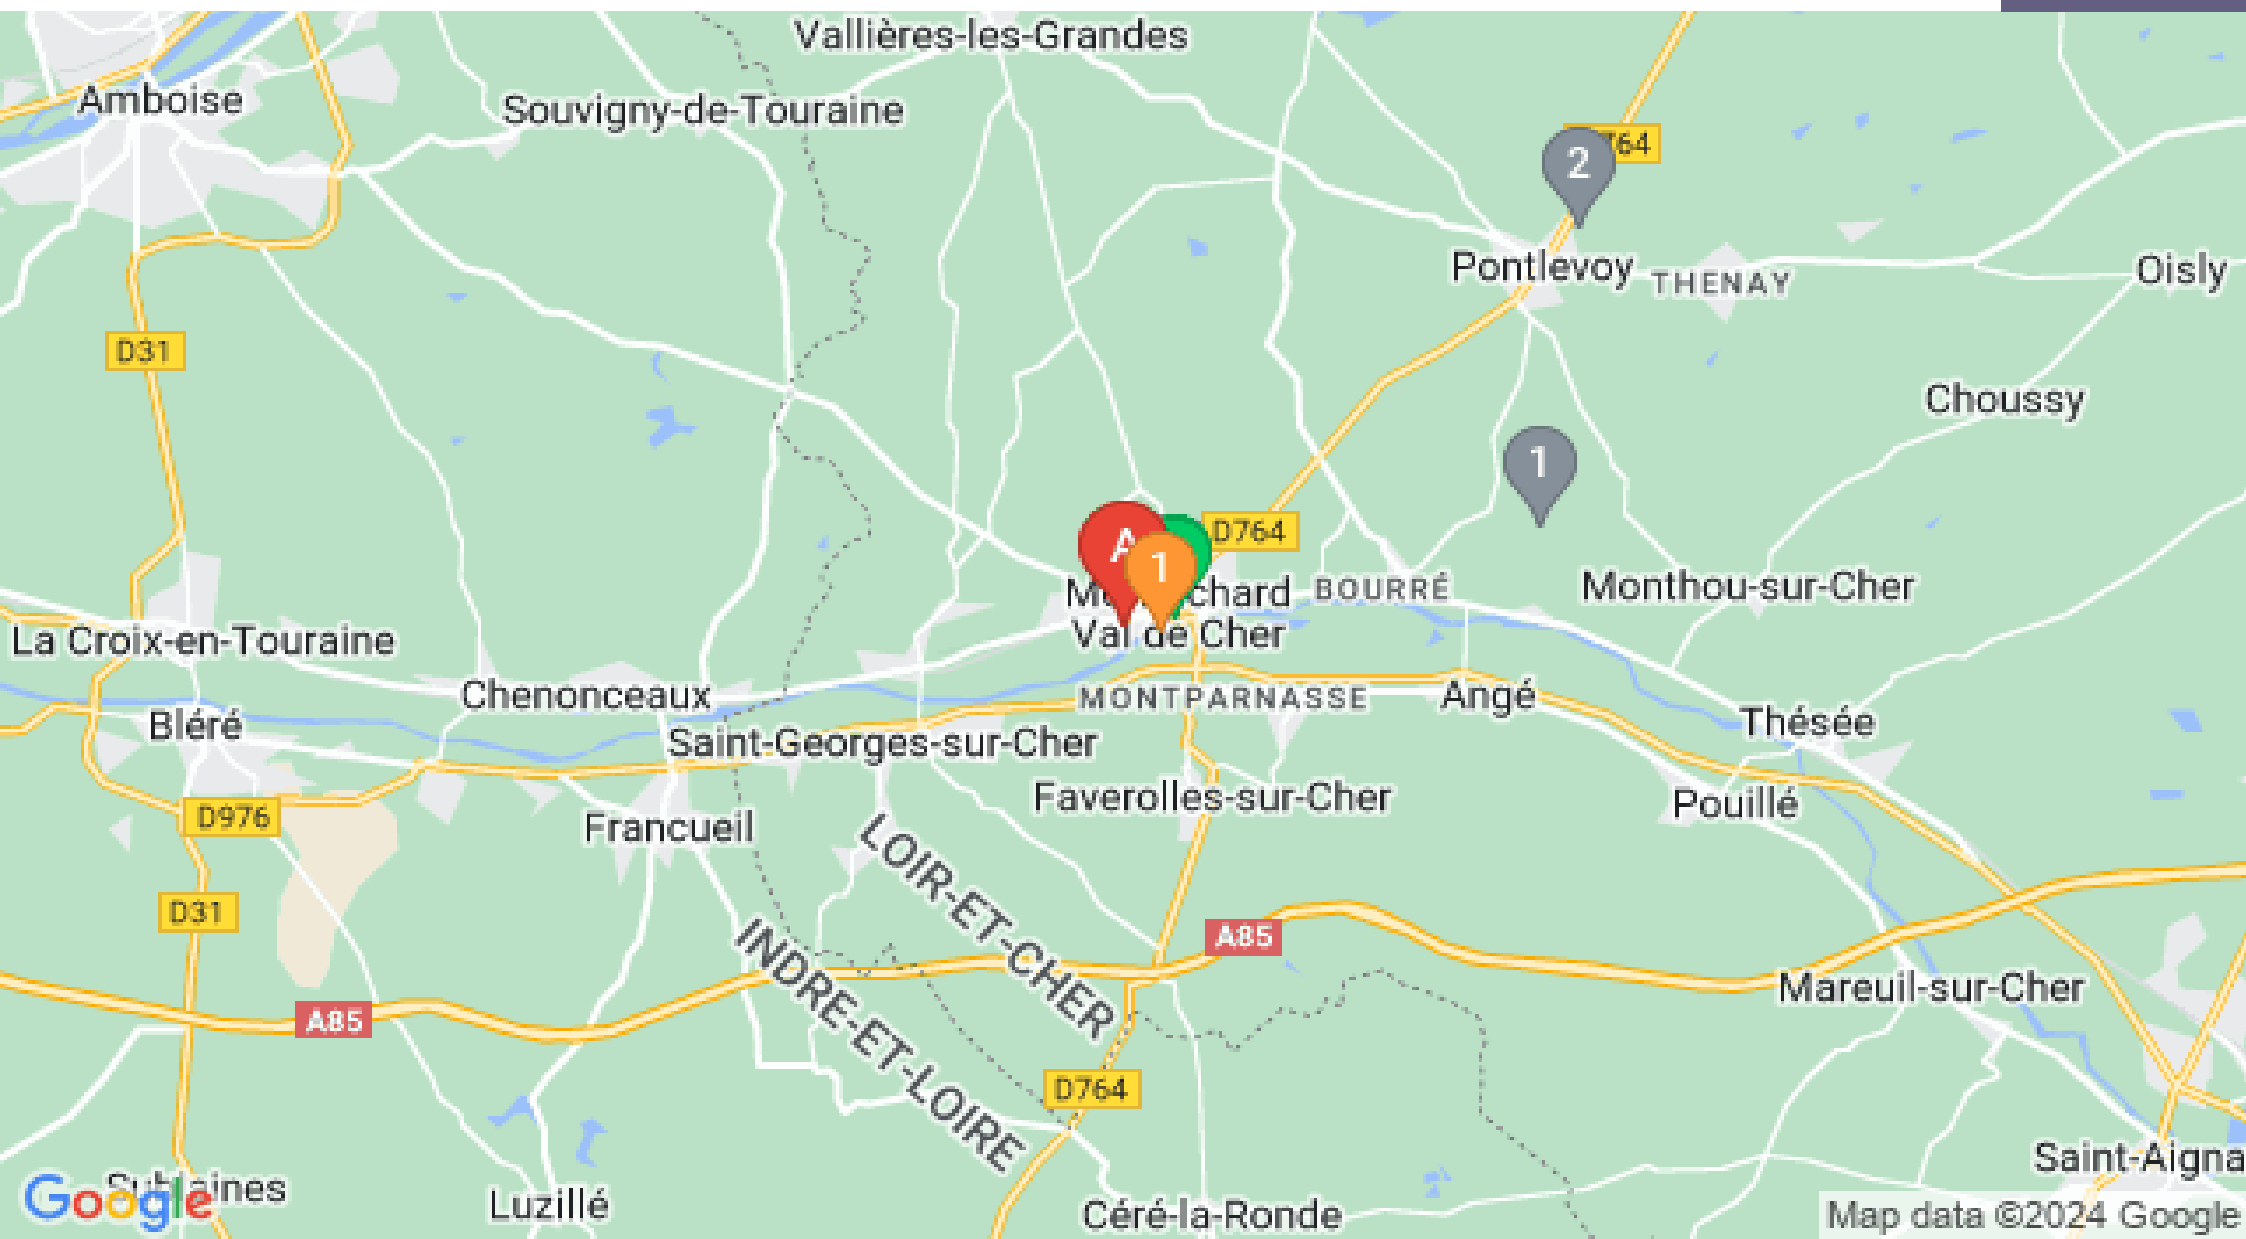 Vallières-les-Grandes
Amboise
Souvigny-de-Touraine
2
Pontlevoy
THENAY
Oisly
D31
Choussy
1
A
1
D764
chard
BOURRÉ
Monthou-sur-Cher
Val de Cher
La Croix-en-Touraine
Chenonceaux
MONTPARNASSE
Angé
Bléré
Saint-Georges-sur-Cher
Thésée
Faverolles-sur-Cher
Pouillé
D976
Francueil
LOIR-ET-CHER
D31
INDRE-ET-LOIRE
A85
Mareuil-sur-Cher
A85
D764
Saint-Aigna
Google
Luzillé
Céré-la-Ronde
Map data ©2024 Google